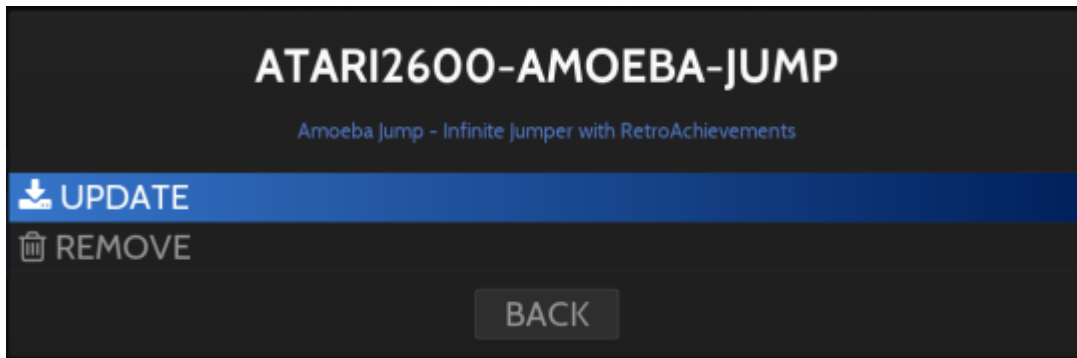 ATARI2600-AMOEBA-JUMP
Amoeba Jump - Infinite Jumper with RetroAchievements
UPDATE
REMOVE
BACK